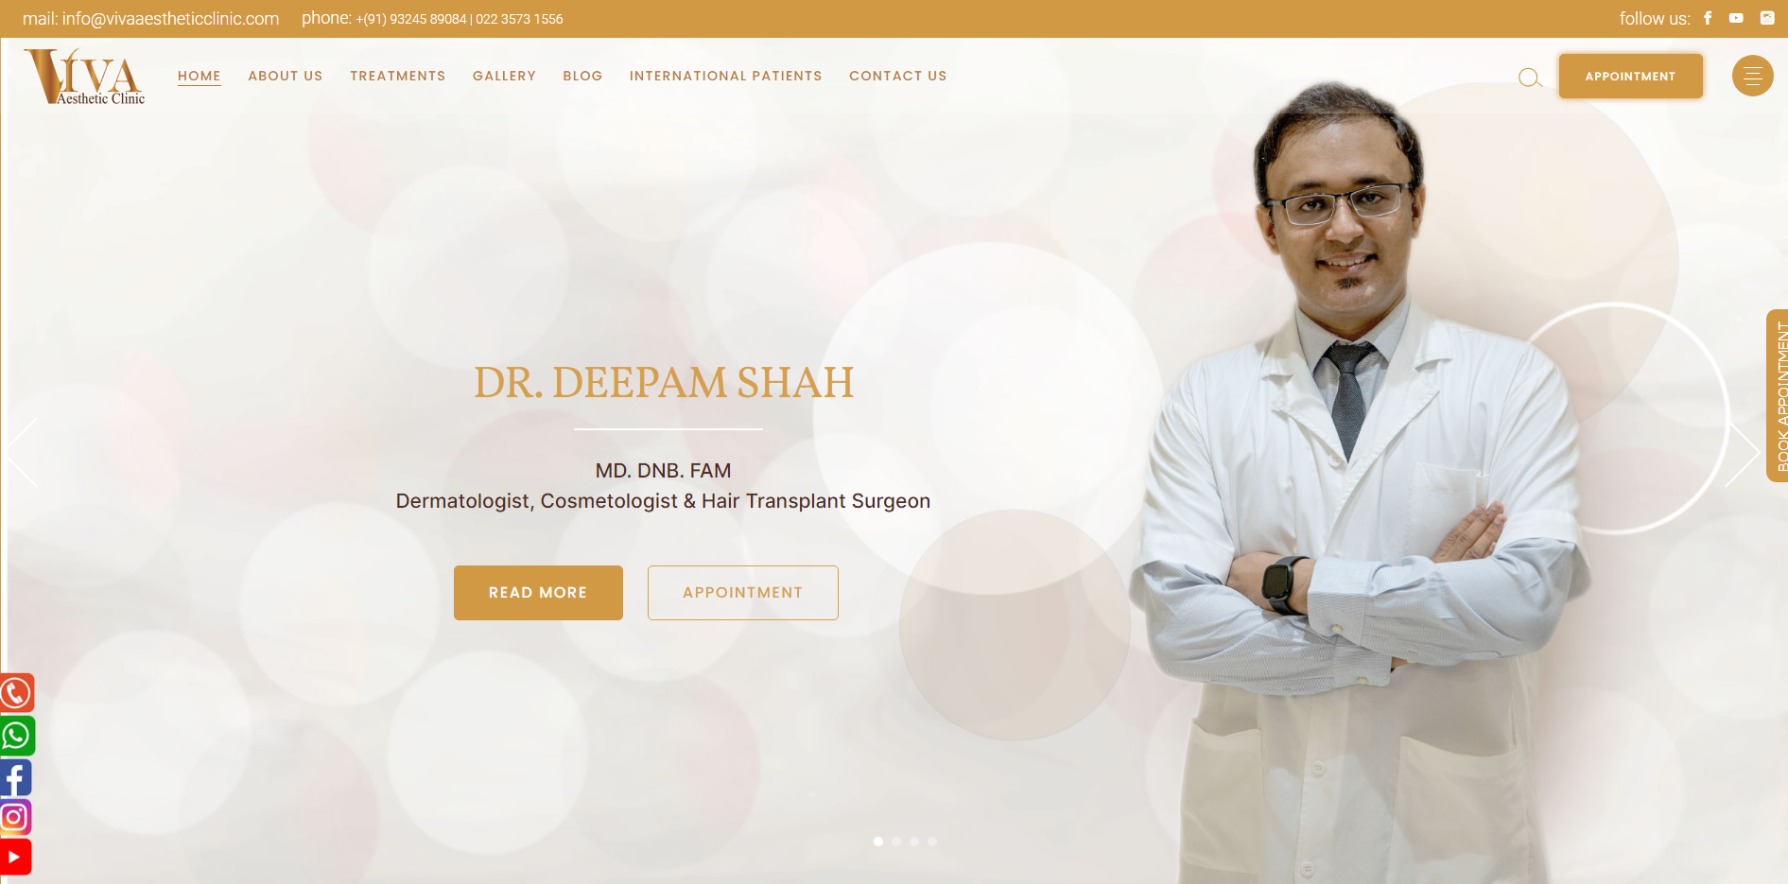 mail: info@vivaaestheticclinic.com phone: +(91) 93245 89084 | 022 3573 1556 follow us:
VIVA
Aesthetic Clinic
HOME ABOUT US TREATMENTS GALLERY BLOG INTERNATIONAL PATIENTS CONTACT US APPOINTMENT
DR. DEEPAM SHAH
MD. DNB. FAM
Dermatologist, Cosmetologist & Hair Transplant Surgeon
READ MORE APPOINTMENT
BOOK APPOINTMENT